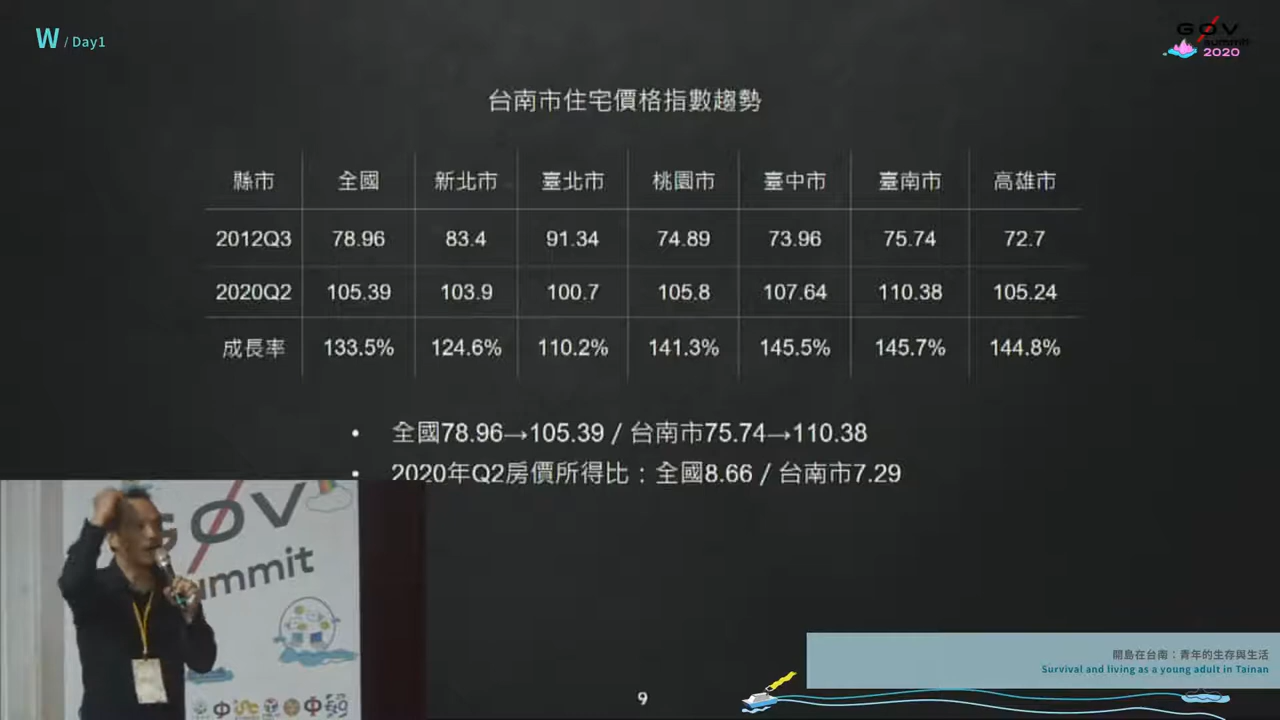 W / Day1
GØV
summit
2020
台南市住宅價格指數趨勢
縣市 全國 新北市 臺北市 桃園市 臺中市 臺南市 高雄市
2012Q3 78.96 83.4 91.34 74.89 73.96 75.74 72.7
2020Q2 105.39 103.9 100.7 105.8 107.64 110.38 105.24
成長率 133.5% 124.6% 110.2% 141.3% 145.5% 145.7% 144.8%
• 全國78.96→105.39 / 台南市75.74→110.38
• 2020年Q2房價所得比：全國8.66 / 台南市7.29
GØV
ummit
開島在台南：青年的生存與生活
Survival and living as a young adult in Tainan
9